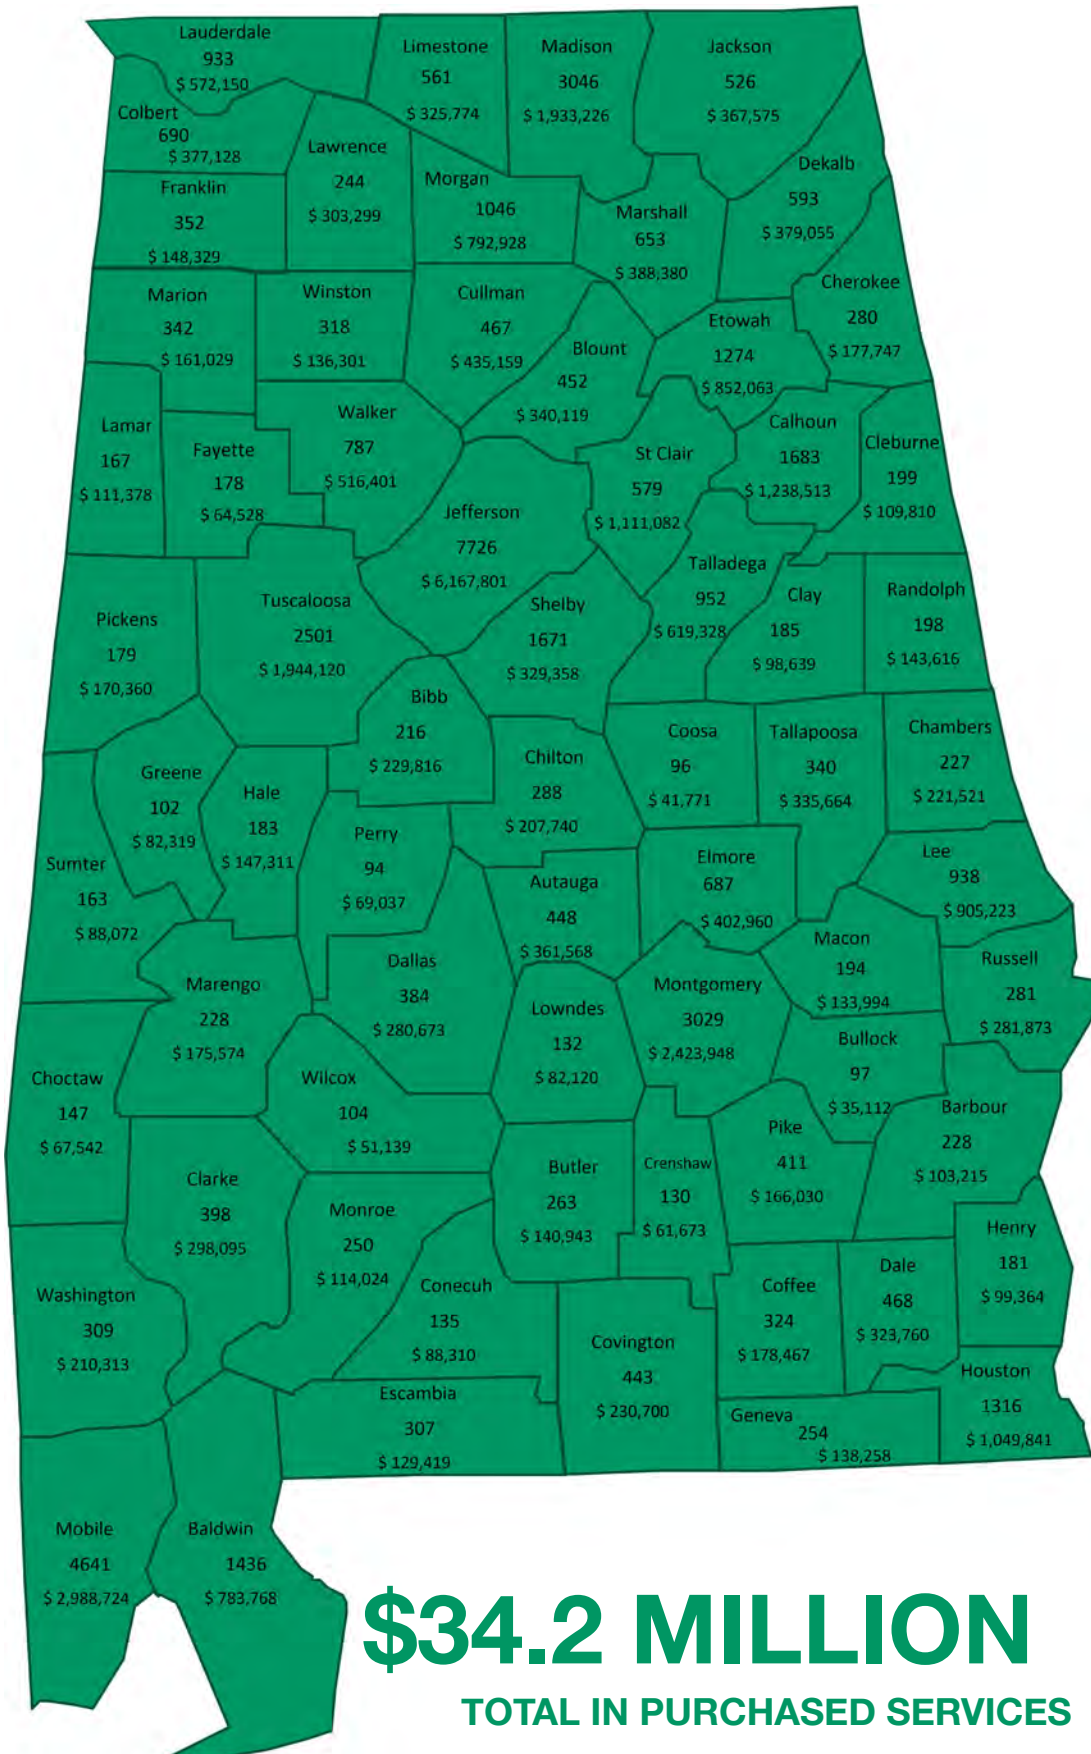 Lauderdale
933
$ 572,150
Limestone
561
$ 325,774
Madison
3046
$ 1,933,226
Jackson
526
$ 367,575
Colbert
690
$ 377,128
Lawrence
244
$ 303,299
Franklin
352
$ 148,329
Morgan
1046
$ 792,928
Marshall
653
$ 388,380
Dekalb
593
$ 379,055
Cherokee
280
$ 177,747
Marion
342
$ 161,029
Winston
318
$ 136,301
Cullman
467
$ 435,159
Blount
452
$ 340,119
Etowah
1274
$ 852,063
Lamar
167
$ 111,378
Fayette
178
$ 64,528
Walker
787
$ 516,401
Jefferson
7726
$ 6,167,801
St Clair
579
$ 1,111,082
Calhoun
1683
$ 1,238,513
Cleburne
199
$ 109,810
Pickens
179
$ 170,360
Tuscaloosa
2501
$ 1,944,120
Shelby
1671
$ 329,358
Talladega
952
$ 619,328
Clay
185
$ 98,639
Randolph
198
$ 143,616
Bibb
216
$ 229,816
Greene
102
$ 82,319
Hale
183
$ 147,311
Chilton
288
$ 207,740
Coosa
96
$ 41,771
Tallapoosa
340
$ 335,664
Chambers
227
$ 221,521
Sumter
163
$ 88,072
Perry
94
$ 69,037
Autauga
448
$ 361,568
Elmore
687
$ 402,960
Lee
938
$ 905,223
Marengo
228
$ 175,574
Dallas
384
$ 280,673
Lowndes
132
$ 82,120
Montgomery
3029
$ 2,423,948
Macon
194
$ 133,994
Russell
281
$ 281,873
Bullock
97
$ 35,112
Choctaw
147
$ 67,542
Wilcox
104
$ 51,139
Clarke
398
$ 298,095
Butler
263
$ 140,943
Crenshaw
130
$ 61,673
Pike
411
$ 166,030
Barbour
228
$ 103,215
Monroe
250
$ 114,024
Conecuh
135
$ 88,310
Washington
309
$ 210,313
Covington
443
$ 230,700
Coffee
324
$ 178,467
Dale
468
$ 323,760
Henry
181
$ 99,364
Escambia
307
$ 129,419
Geneva
254
$ 138,258
Houston
1316
$ 1,049,841
Mobile
4641
$ 2,988,724
Baldwin
1436
$ 783,768
$34.2 MILLION
TOTAL IN PURCHASED SERVICES